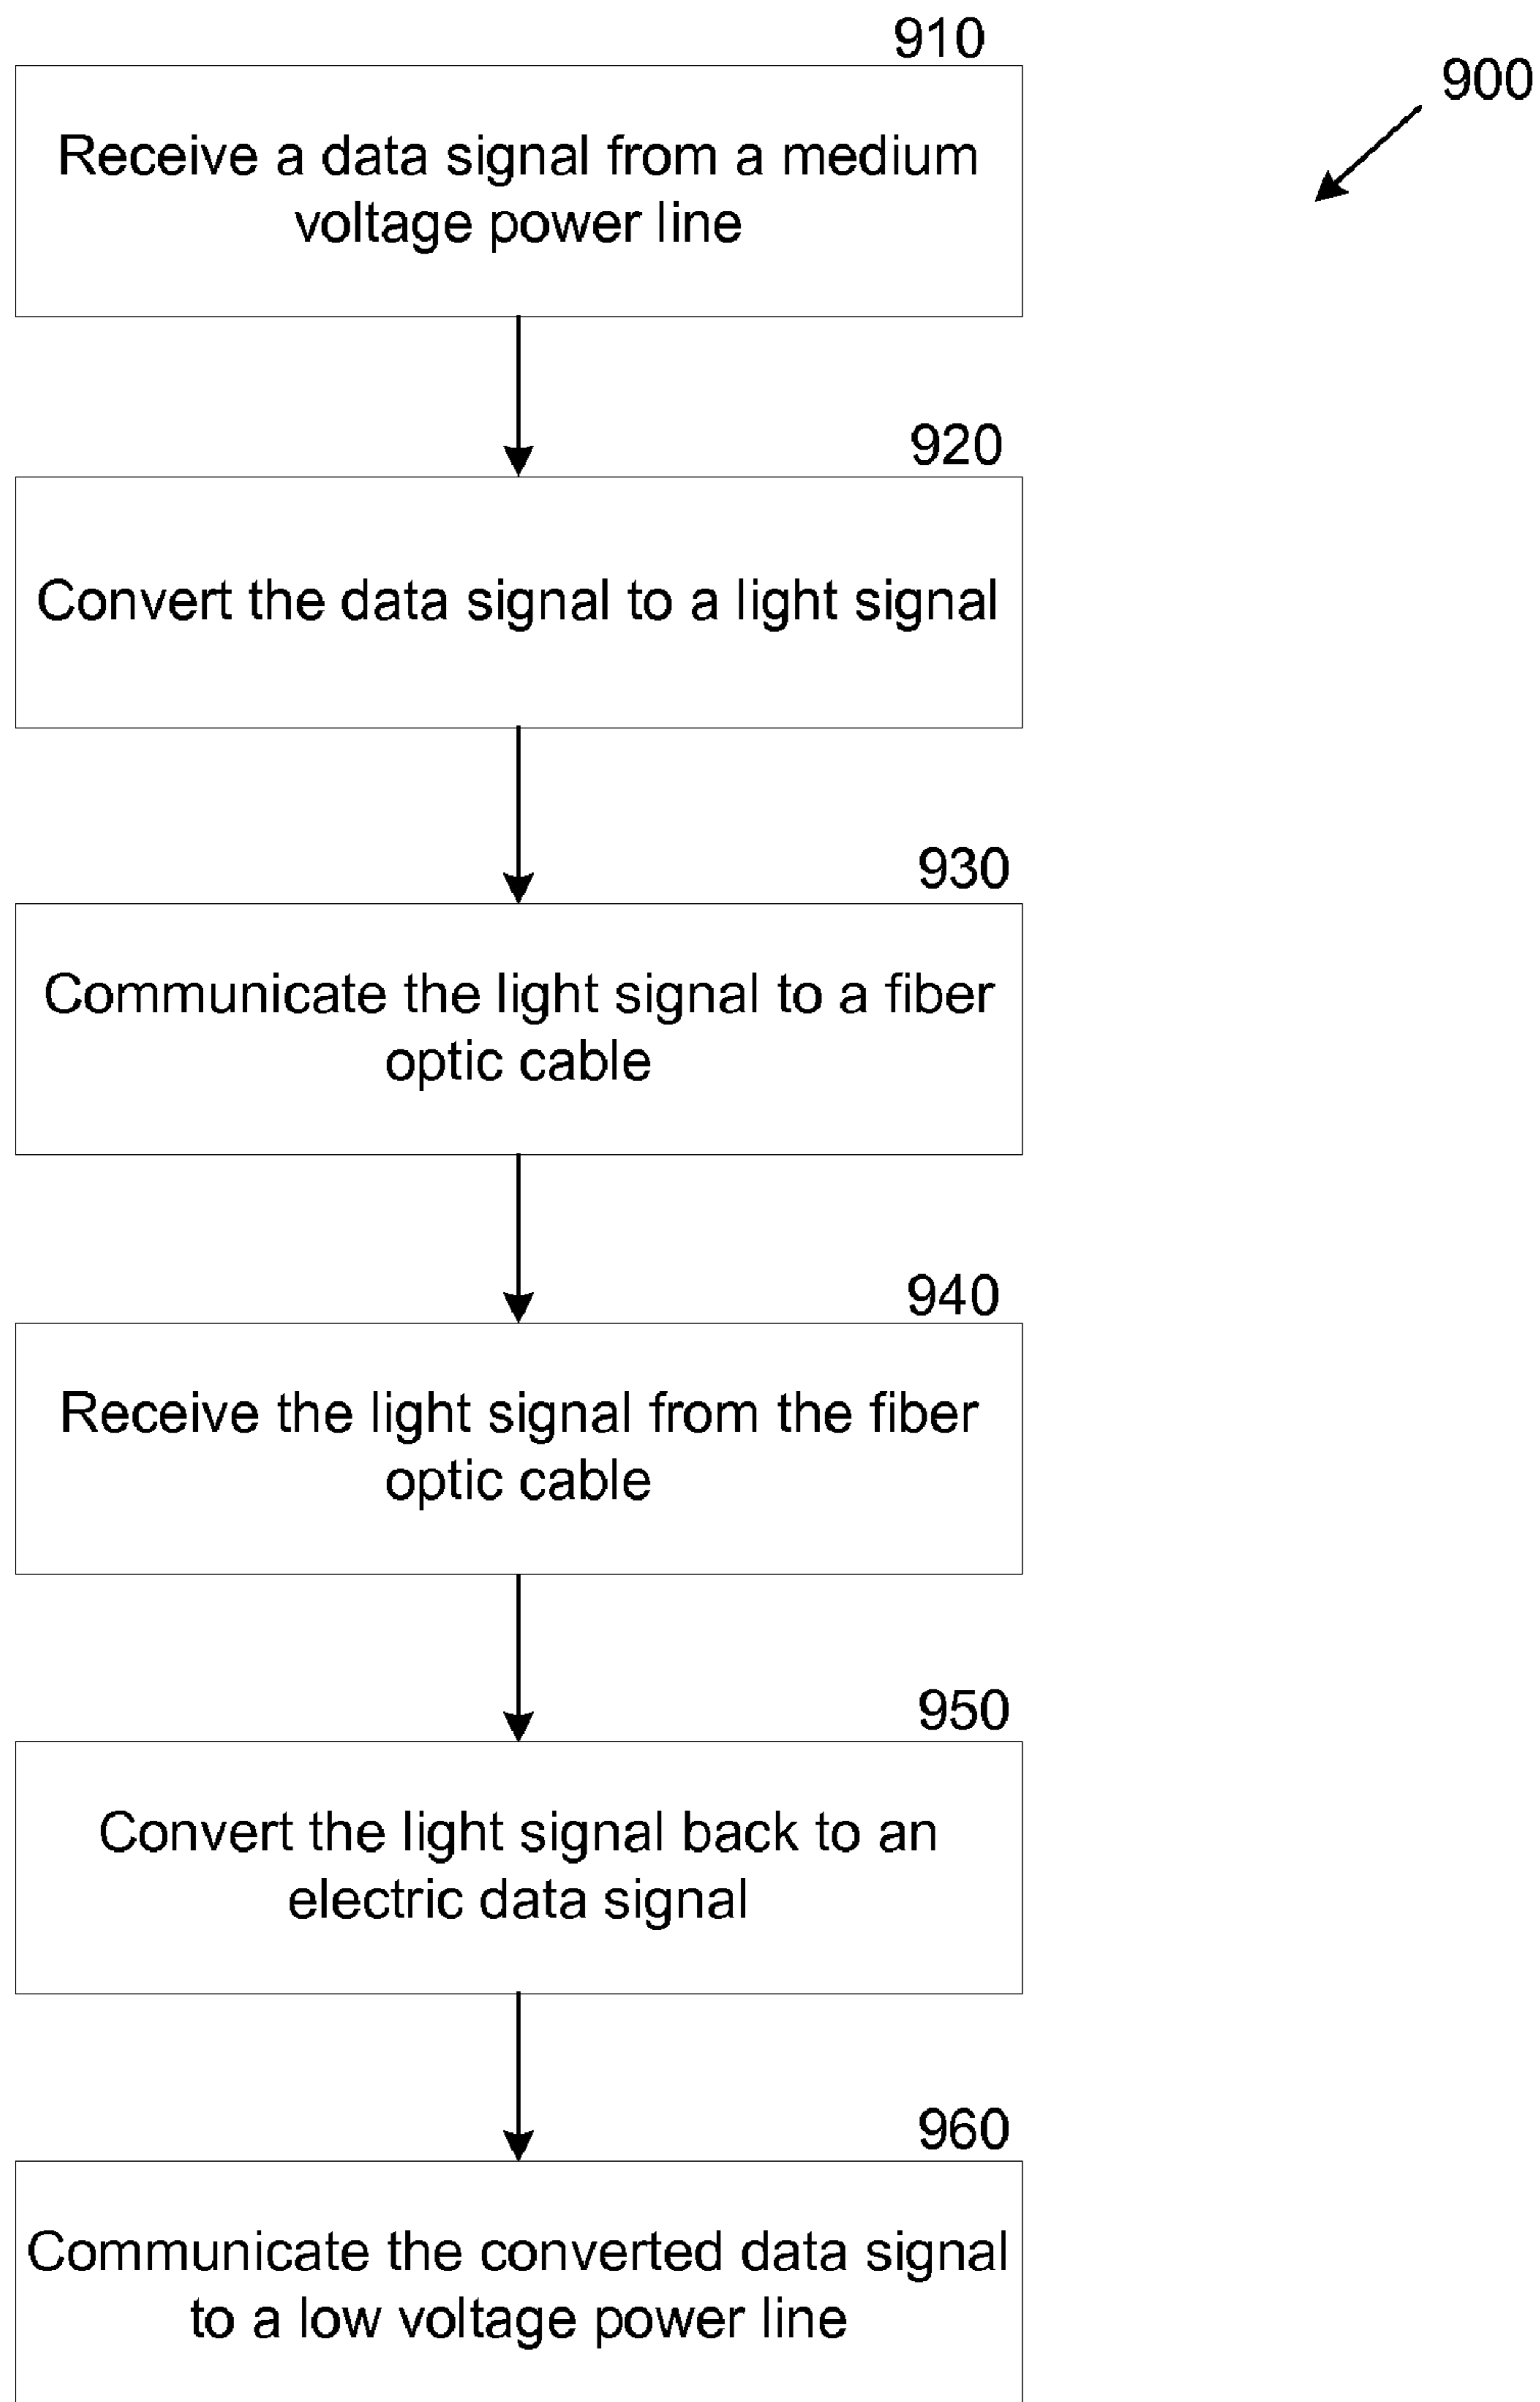 910
900
Receive a data signal from a medium
voltage power line
920
Convert the data signal to a light signal
930
Communicate the light signal to a fiber
optic cable
940
Receive the light signal from the fiber
optic cable
950
Convert the light signal back to an
electric data signal
960
Communicate the converted data signal
to a low voltage power line